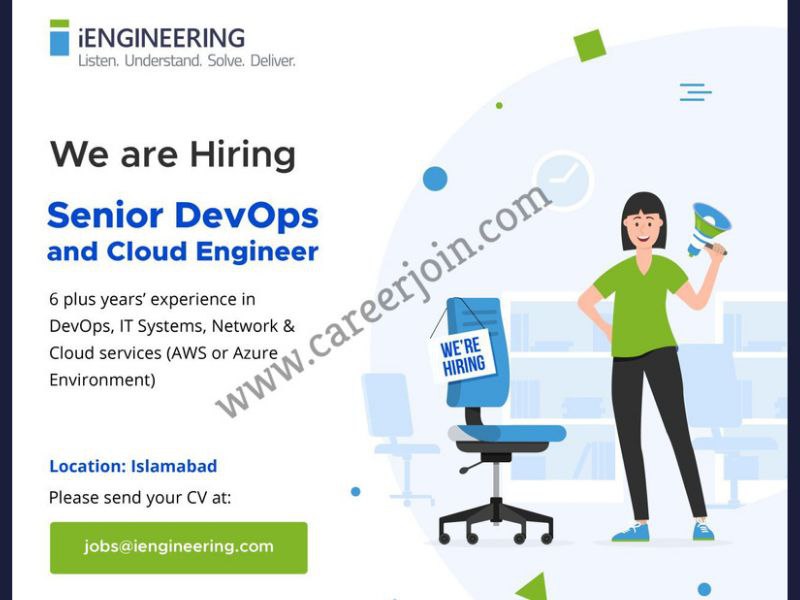 iENGINEERING
Listen. Understand. Solve. Deliver.
We are Hiring
Senior DevOps
and Cloud Engineer
6 plus years’ experience in
DevOps, IT Systems, Network &
Cloud services (AWS or Azure
Environment)
Location: Islamabad
Please send your CV at:
jobs@iengineering.com
WE'RE
HIRING
www.careerjoin.com